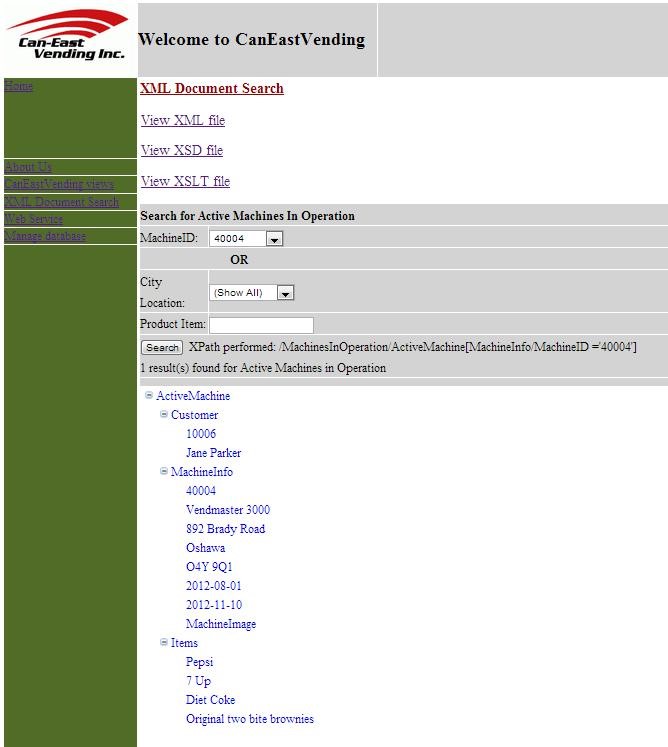 Can-East
Vending Inc.
Welcome to CanEastVending
Home
About Us
CanEastVending views
XML Document Search
Web Service
Manage database
XML Document Search
View XML file
View XSD file
View XSLT file
Search for Active Machines In Operation
MachineID: 40004
OR
City
Location: (Show All)
Product Item:
Search XPath performed: /MachinesInOperation/ActiveMachine[MachineInfo/MachineID ='40004']
1 result(s) found for Active Machines in Operation
ActiveMachine
Customer
10006
Jane Parker
MachineInfo
40004
Vendmaster 3000
892 Brady Road
Oshawa
O4Y 9Q1
2012-08-01
2012-11-10
MachineImage
Items
Pepsi
7 Up
Diet Coke
Original two bite brownies